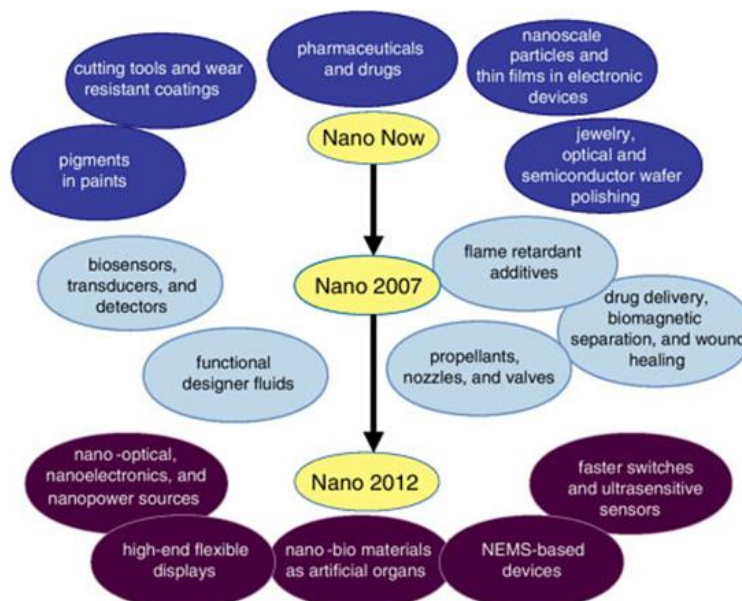 cutting tools and wear
resistant coatings
pharmaceuticals
and drugs
nanoscale
particles and
thin films in electronic
devices
pigments
in paints
Nano Now
jewelry,
optical and
semiconductor wafer
polishing
biosensors,
transducers, and
detectors
Nano 2007
flame retardant
additives
drug delivery,
biomagnetic
separation, and wound
healing
functional
designer fluids
propellants,
nozzles, and valves
nano-optical,
nanoelectronics, and
nanopower sources
Nano 2012
faster switches
and ultrasensitive
sensors
high-end flexible
displays
nano-bio materials
as artificial organs
NEMS-based
devices